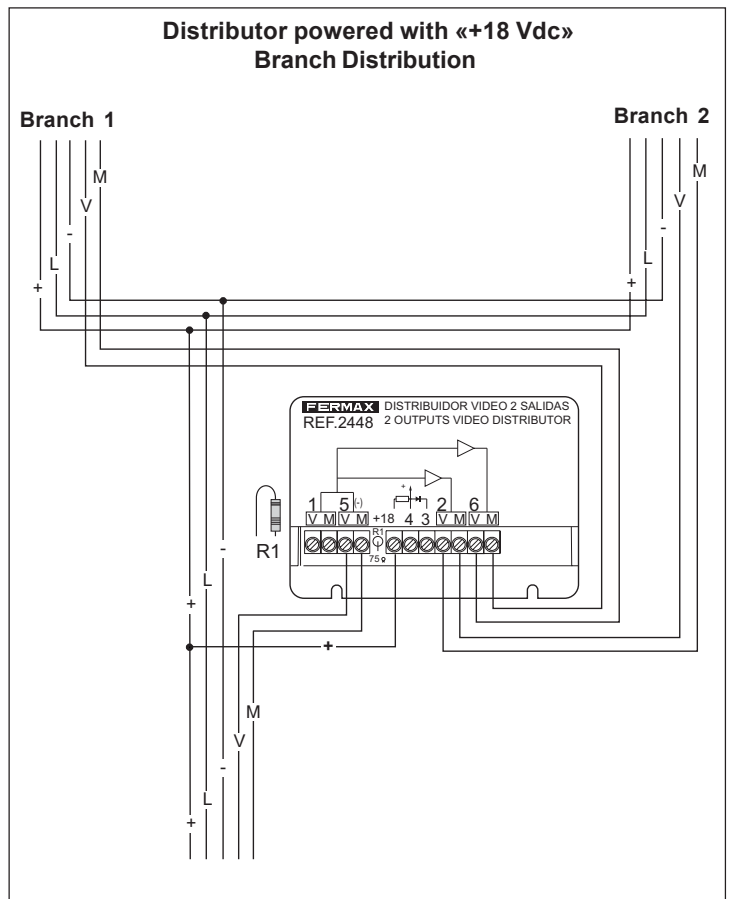 Distributor powered with «+18 Vdc»
Branch Distribution
Branch 1
Branch 2
M
V
-
L
+
M
V
-
L
+
FERMAX DISTRIBUIDOR VIDEO 2 SALIDAS
REF.2448 2 OUTPUTS VIDEO DISTRIBUTOR
+
1 5 (-) 2 6
V M V M +18 4 3 V M V M
R1
75 Ω
R1
-
L
+
+
M
V
-
L
+